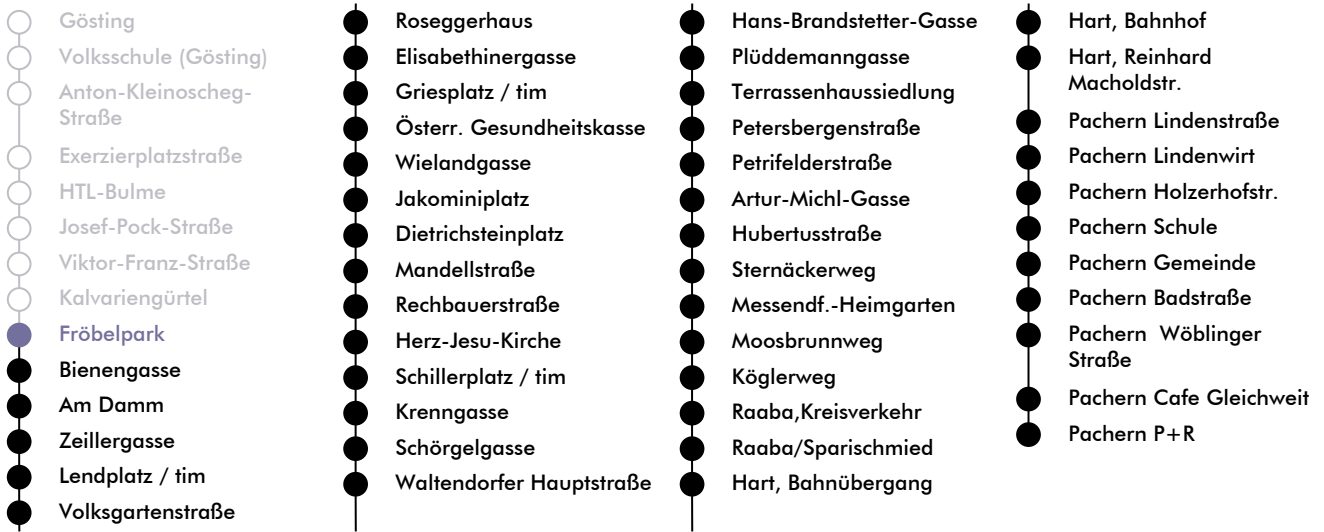 Gösting
Volksschule (Gösting)
Anton-Kleinoscheg-
Straße
Exerzierplatzstraße
HTL-Bulme
Josef-Pock-Straße
Viktor-Franz-Straße
Kalvariengürtel
Fröbelpark
Bienengasse
Am Damm
Zeillergasse
Lendplatz / tim
Volksgartenstraße
Roseggerhaus
Elisabethinergasse
Griesplatz / tim
Österr. Gesundheitskasse
Wielandgasse
Jakominiplatz
Dietrichsteinplatz
Mandellstraße
Rechbauerstraße
Herz-Jesu-Kirche
Schillerplatz / tim
Krenngasse
Schörgelgasse
Waltendorfer Hauptstraße
Hans-Brandstetter-Gasse
Plüddemanngasse
Terrassenhaussiedlung
Petersbergenstraße
Petrifelderstraße
Artur-Michl-Gasse
Hubertusstraße
Sternäckerweg
Messendf.-Heimgarten
Moosbrunnweg
Köglerweg
Raaba,Kreisverkehr
Raaba/Sparischmied
Hart, Bahnübergang
Hart, Bahnhof
Hart, Reinhard
Macholdstr.
Pachern Lindenstraße
Pachern Lindenwirt
Pachern Holzerhofstr.
Pachern Schule
Pachern Gemeinde
Pachern Badstraße
Pachern  Wöblinger
Straße
Pachern Cafe Gleichweit
Pachern P+R